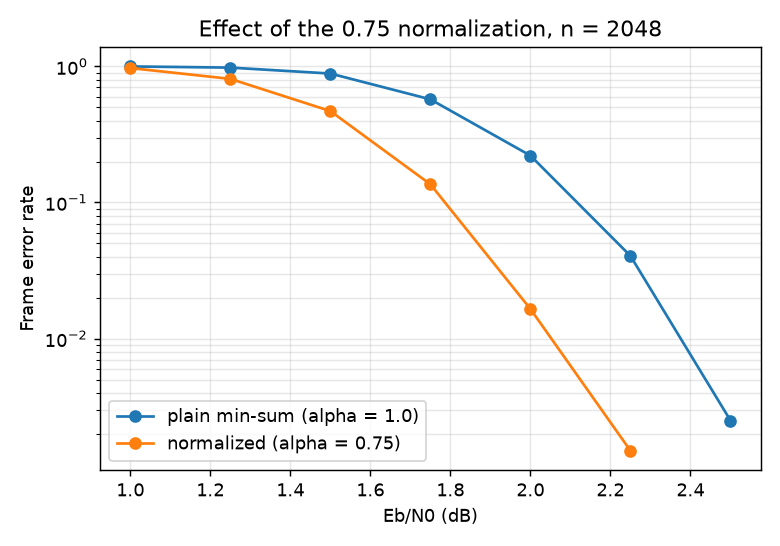 Effect of the 0.75 normalization, n = 2048
Frame error rate
10⁰
10⁻¹
10⁻²
plain min-sum (alpha = 1.0)
normalized (alpha = 0.75)
1.0 1.2 1.4 1.6 1.8 2.0 2.2 2.4
Eb/N0 (dB)